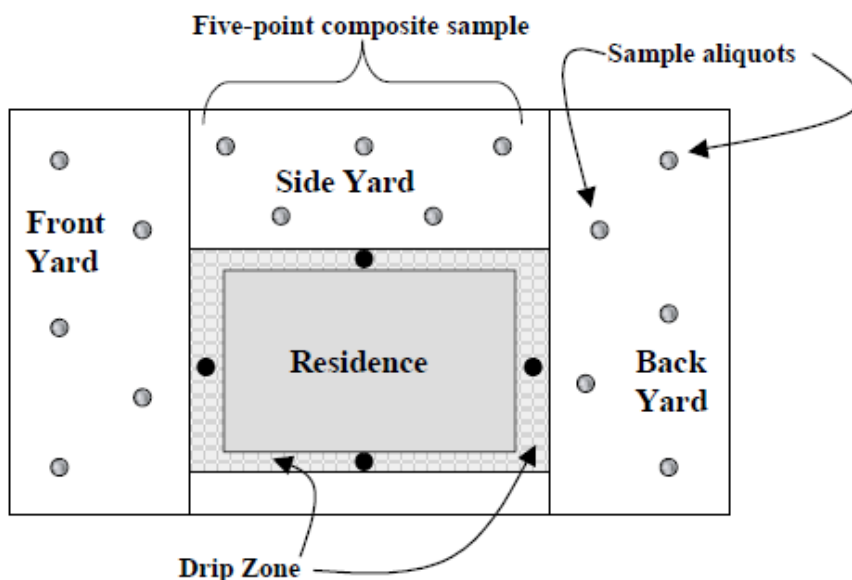 Five-point composite sample
Sample aliquots
Side Yard
Front
Yard
Residence
Back
Yard
Drip Zone